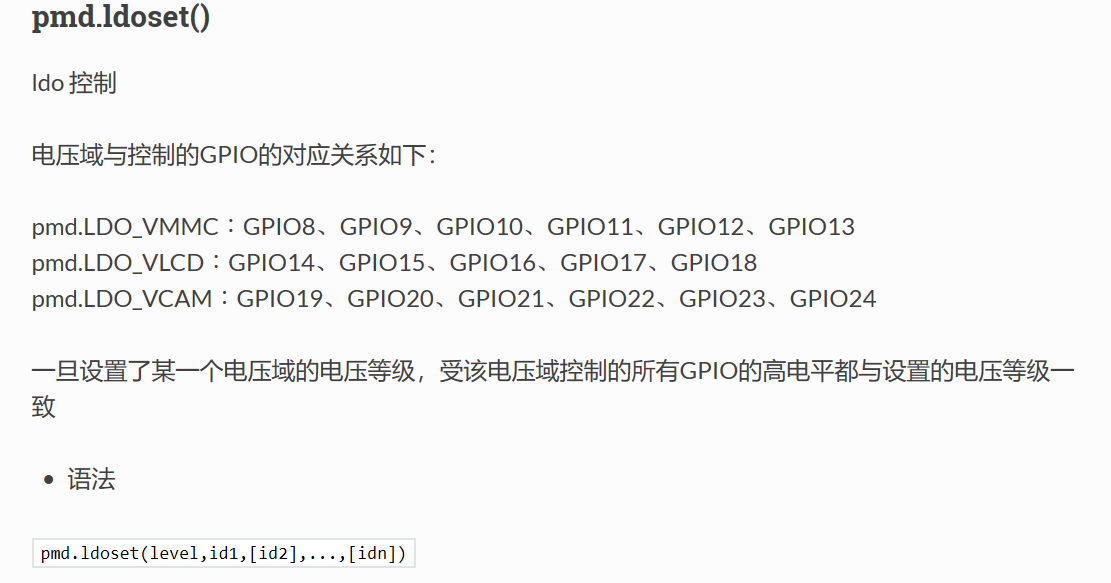 pmd.ldoset()
ldo 控制
电压域与控制的GPIO的对应关系如下：
pmd.LDO_VMMC：GPIO8、GPIO9、GPIO10、GPIO11、GPIO12、GPIO13
pmd.LDO_VLCD：GPIO14、GPIO15、GPIO16、GPIO17、GPIO18
pmd.LDO_VCAM：GPIO19、GPIO20、GPIO21、GPIO22、GPIO23、GPIO24
一旦设置了某一个电压域的电压等级，受该电压域控制的所有GPIO的高电平都与设置的电压等级一
致
• 语法
pmd.ldoset(level,id1,[id2],...,[idn])